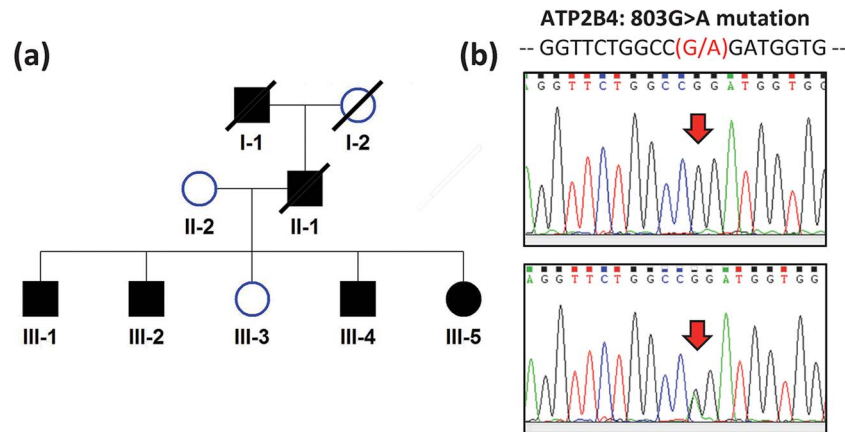 (a)
I-1
I-2
II-2
II-1
III-1
III-2
III-3
III-4
III-5
(b)
ATP2B4: 803G>A mutation
-- GGTTCTGGCC(G/A)GATGGTG --
A G G T T C T G G C C G G A T G G T G G
A G G T T C T G G C C G G A T G G T G G